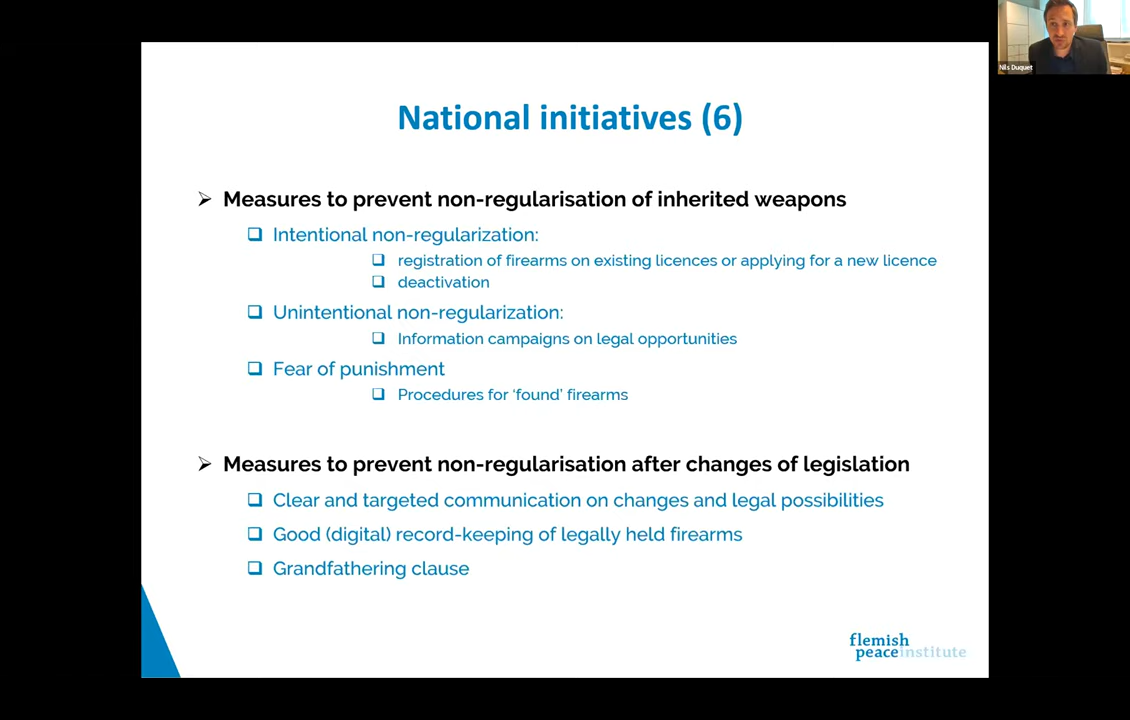 Nils Duquet
National initiatives (6)
Measures to prevent non-regularisation of inherited weapons
Intentional non-regularization:
registration of firearms on existing licences or applying for a new licence
deactivation
Unintentional non-regularization:
Information campaigns on legal opportunities
Fear of punishment
Procedures for ‘found’ firearms
Measures to prevent non-regularisation after changes of legislation
Clear and targeted communication on changes and legal possibilities
Good (digital) record-keeping of legally held firearms
Grandfathering clause
flemish
peaceinstitute